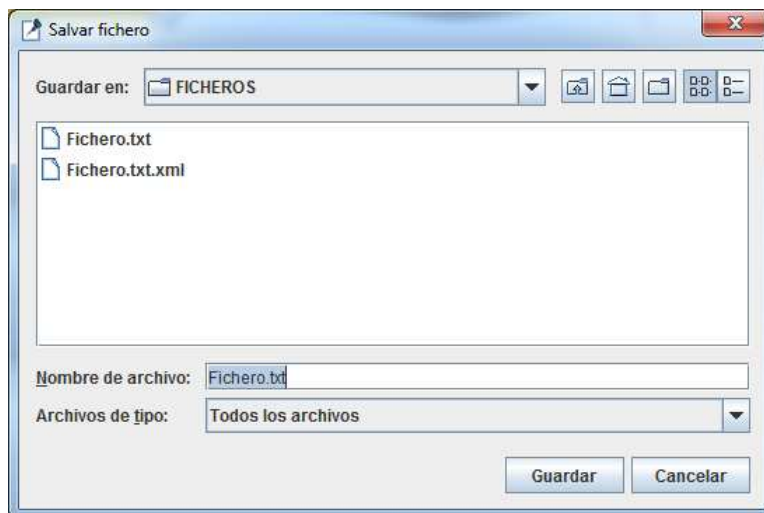 Salvar fichero
Guardar en: FICHEROS
Fichero.txt
Fichero.txt.xml
Nombre de archivo: Fichero.txt
Archivos de tipo: Todos los archivos
Guardar Cancelar